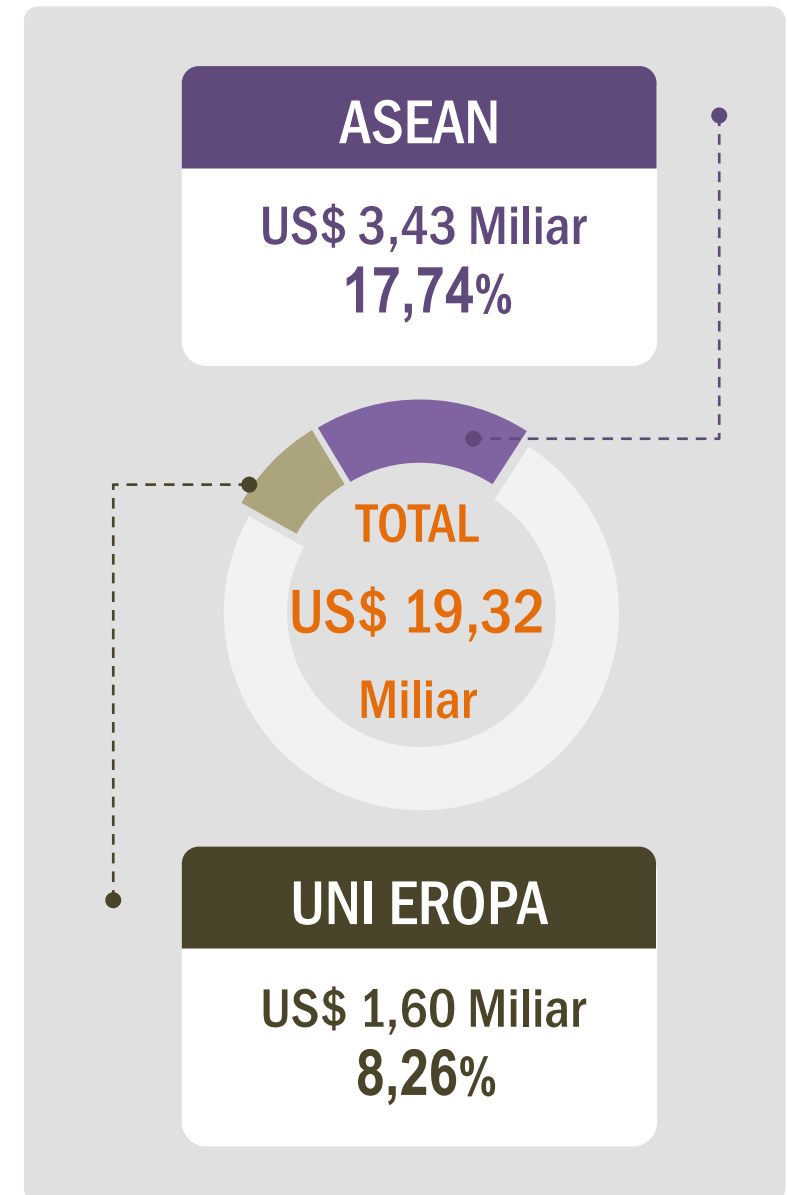 ASEAN
US$ 3,43 Miliar
17,74%
TOTAL
US$ 19,32
Miliar
UNI EROPA
US$ 1,60 Miliar
8,26%